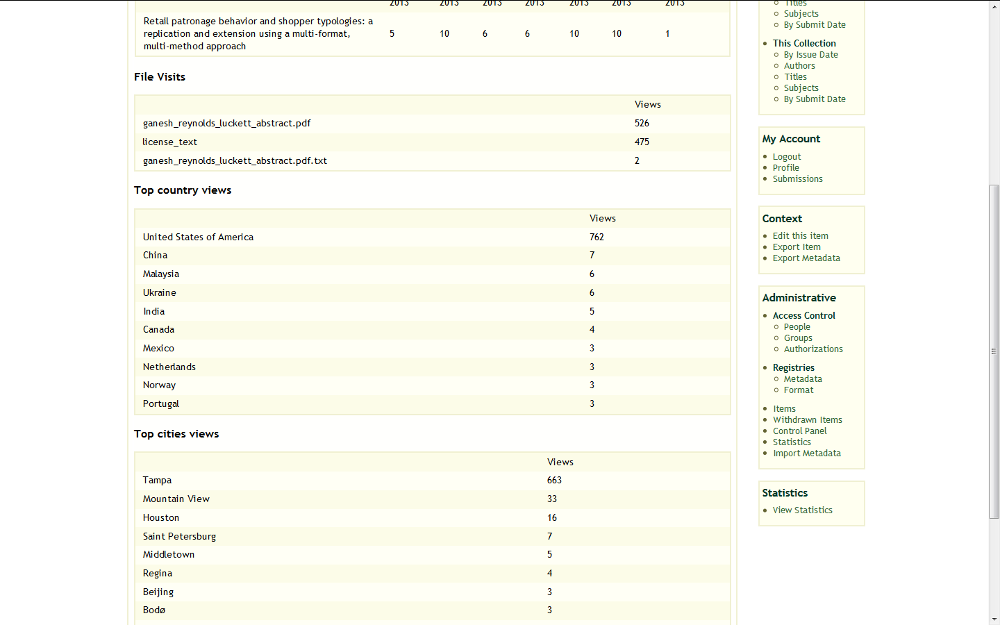 2013 2013 2013 2013 2013 2013 2013
Retail patronage behavior and shopper typologies: a
replication and extension using a multi-format, 5 10 6 6 10 10 1
multi-method approach
File Visits
Views
ganesh_reynolds_luckett_abstract.pdf 526
license_text 475
ganesh_reynolds_luckett_abstract.pdf.txt 2
Top country views
Views
United States of America 762
China 7
Malaysia 6
Ukraine 6
India 5
Canada 4
Mexico 3
Netherlands 3
Norway 3
Portugal 3
Top cities views
Views
Tampa 663
Mountain View 33
Houston 16
Saint Petersburg 7
Middletown 5
Regina 4
Beijing 3
Bodø 3
Titles
Subjects
By Submit Date
This Collection
By Issue Date
Authors
Titles
Subjects
By Submit Date
My Account
Logout
Profile
Submissions
Context
Edit this item
Export Item
Export Metadata
Administrative
Access Control
People
Groups
Authorizations
Registries
Metadata
Format
Items
Withdrawn Items
Control Panel
Statistics
Import Metadata
Statistics
View Statistics